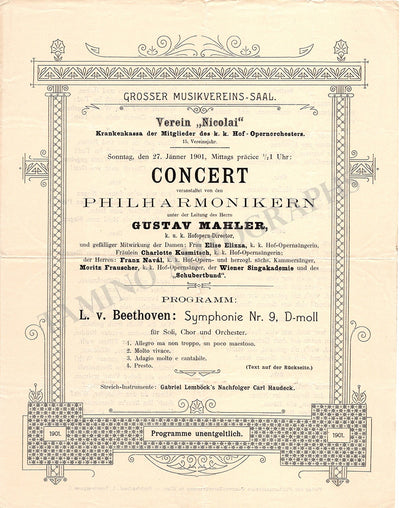 GROSSER MUSIKVEREINS-SAAL.
Verein „Nicolai"
Krankenkassa der Mitglieder des k. k. Hof-Opernorchesters.
15. Vereinsjahr.
Sonntag, den 27. Jänner 1901, Mittags präcise ½1 Uhr:
CONCERT
veranstaltet von den
PHILHARMONIKERN
unter der Leitung des Herrn
GUSTAV MAHLER,
k. u. k. Hofopern-Director,
und gefälliger Mitwirkung der Damen: Frau Elise Elizza, k. k. Hof-Opernsängerin,
Fräulein Charlotte Kusmitsch, k. k. Hof-Opernsängerin;
der Herren: Franz Navál, k. k. Hof-Opern- und herzogl. sächs. Kammersänger,
Moritz Frauscher, k. k. Hof-Opernsänger, der Wiener Singakademie und des
„Schubertbund".
PROGRAMM:
L. v. Beethoven: Symphonie Nr. 9, D-moll
für Soli, Chor und Orchester.
1. Allegro ma non troppo, un poco maestoso.
2. Molto vivace.
3. Adagio molto e cantabile.
4. Presto. (Text auf der Rückseite.)
Streich-Instrumente: Gabriel Lemböck's Nachfolger Carl Haudeck.
1901. Programme unentgeltlich. 1901.